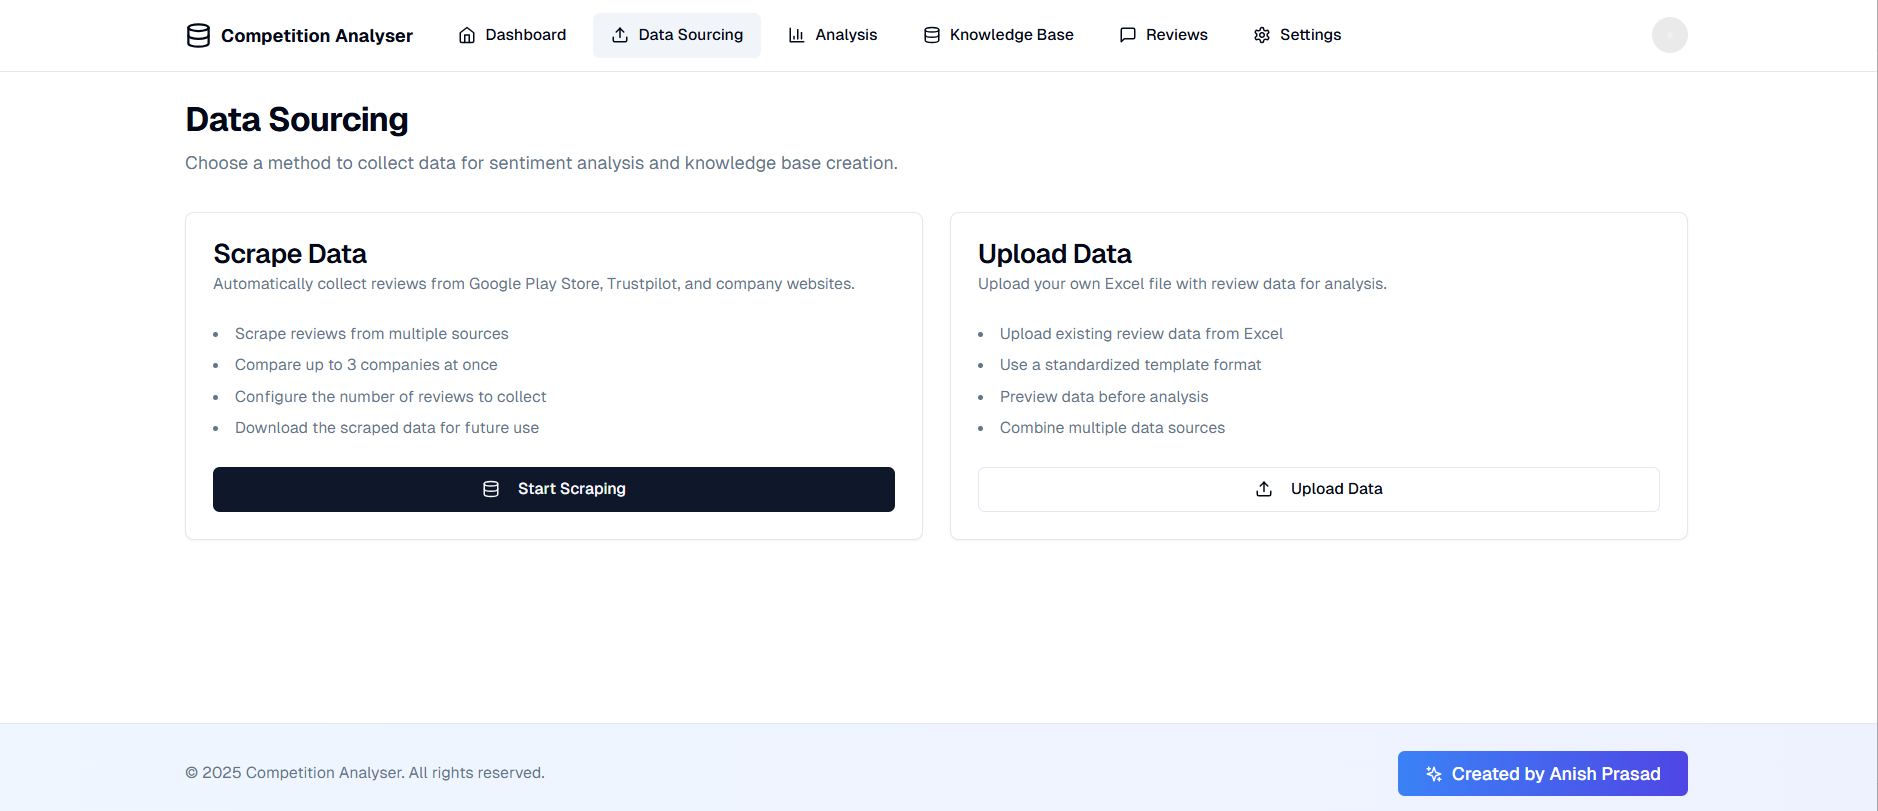 Competition Analyser
Dashboard
Data Sourcing
Analysis
Knowledge Base
Reviews
Settings
Data Sourcing
Choose a method to collect data for sentiment analysis and knowledge base creation.
Scrape Data
Automatically collect reviews from Google Play Store, Trustpilot, and company websites.
• Scrape reviews from multiple sources
• Compare up to 3 companies at once
• Configure the number of reviews to collect
• Download the scraped data for future use
Start Scraping
Upload Data
Upload your own Excel file with review data for analysis.
• Upload existing review data from Excel
• Use a standardized template format
• Preview data before analysis
• Combine multiple data sources
Upload Data
© 2025 Competition Analyser. All rights reserved.
Created by Anish Prasad